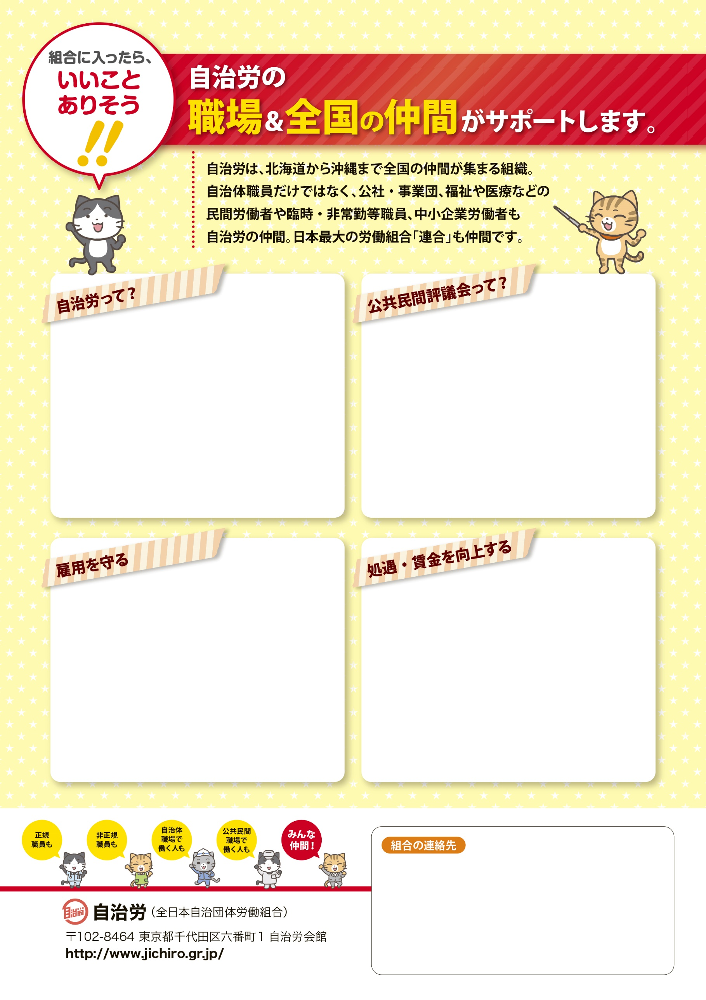 組合に入ったら、
いいこと
ありそう
!!
自治労の
職場&全国の仲間がサポートします。
自治労は、北海道から沖縄まで全国の仲間が集まる組織。
自治体職員だけではなく、公社・事業団、福祉や医療などの
民間労働者や臨時・非常勤等職員、中小企業労働者も
自治労の仲間。日本最大の労働組合「連合」も仲間です。
自治労って?
公共民間評議会って?
雇用を守る
処遇・賃金を向上する
正規
職員も
非正規
職員も
自治体
職場で
働く人も
公共民間
職場で
働く人も
みんな
仲間!
組合の連絡先
自治労
自治労(全日本自治団体労働組合)
〒102-8464 東京都千代田区六番町1 自治労会館
http://www.jichiro.gr.jp/